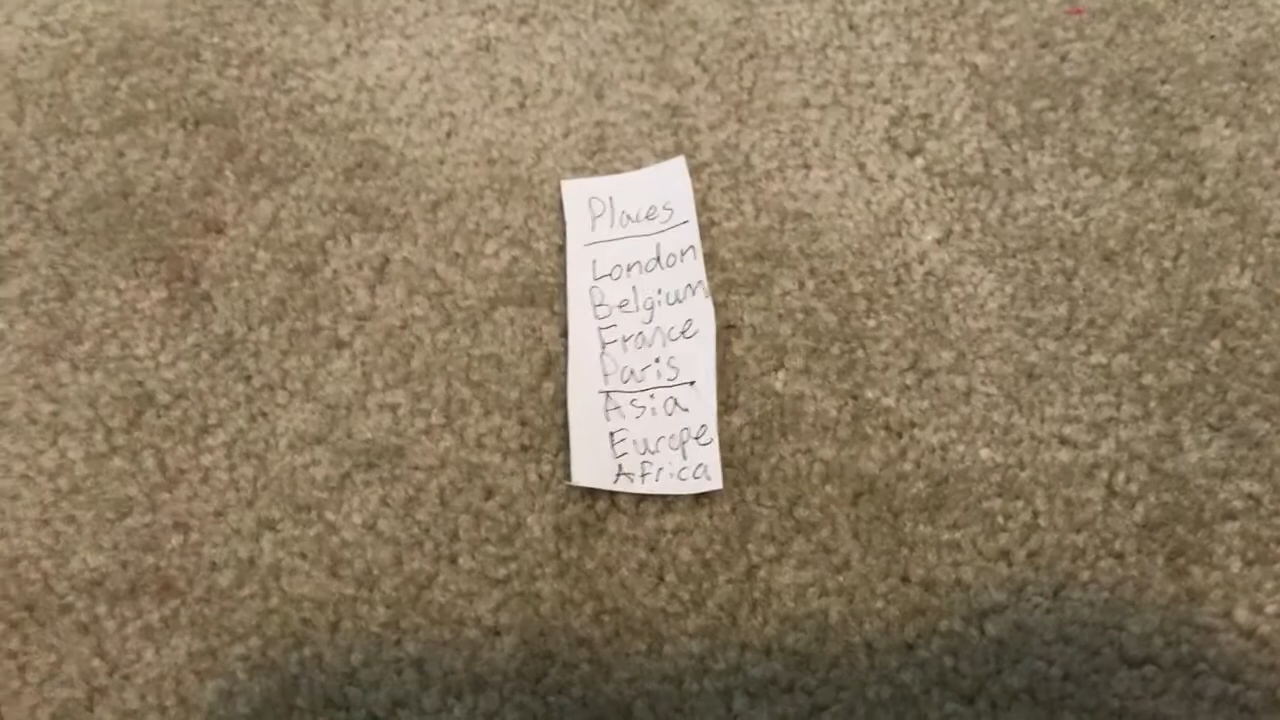 Places
London
Belgium
France
Paris
Asia
Europe
Africa